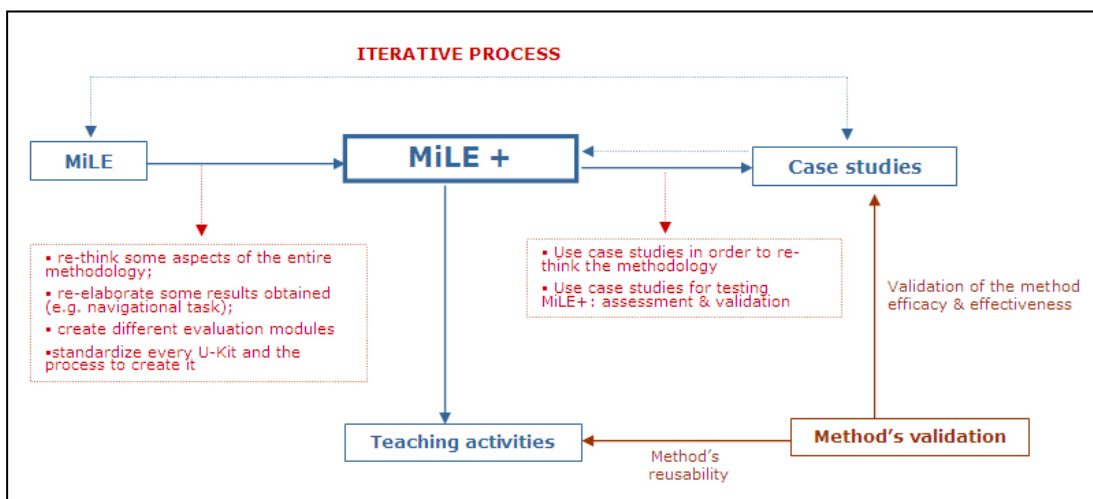 ITERATIVE PROCESS
MiLE
MiLE +
Case studies
▪ re-think some aspects of the entire
methodology;
▪ re-elaborate some results obtained
(e.g. navigational task);
▪ create different evaluation modules
▪standardize every U-Kit and the
process to create it
▪ Use case studies in order to re-
think the methodology
▪ Use case studies for testing
MiLE+: assessment & validation
Validation of the method
efficacy & effectiveness
Teaching activities
Method's
reusability
Method's validation